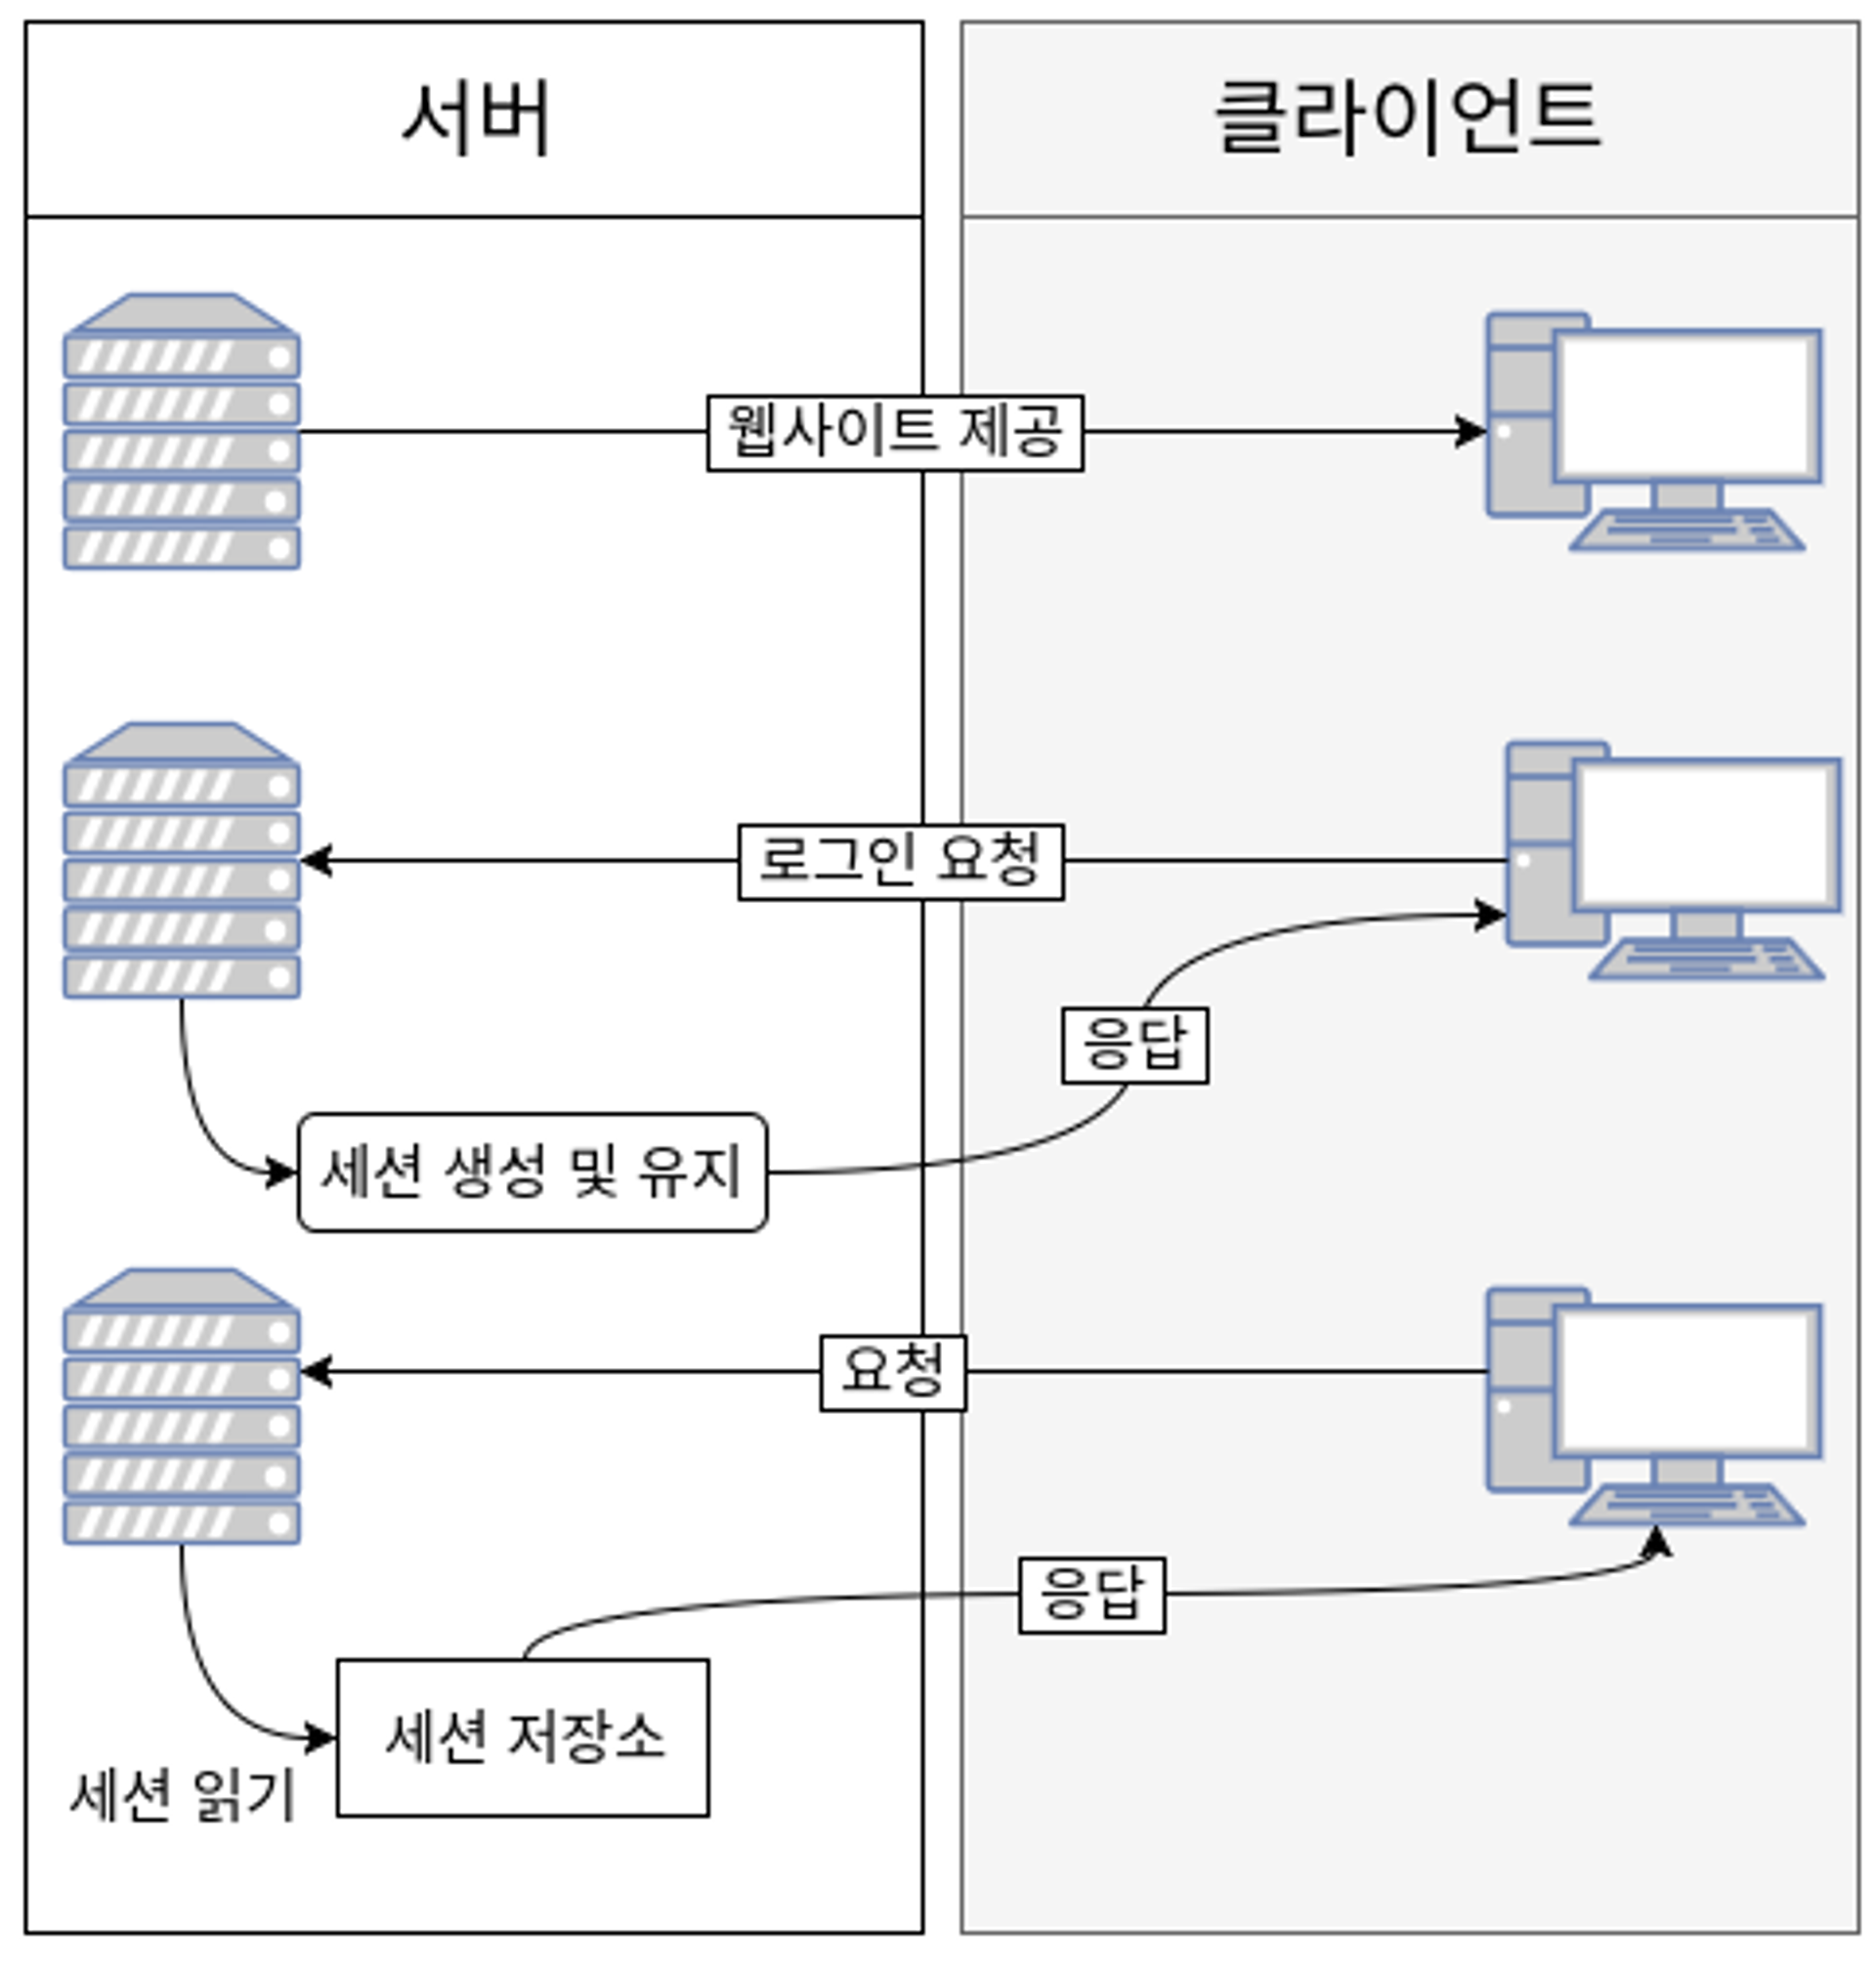 서버
클라이언트
웹사이트 제공
로그인 요청
응답
세션 생성 및 유지
요청
응답
세션 저장소
세션 읽기